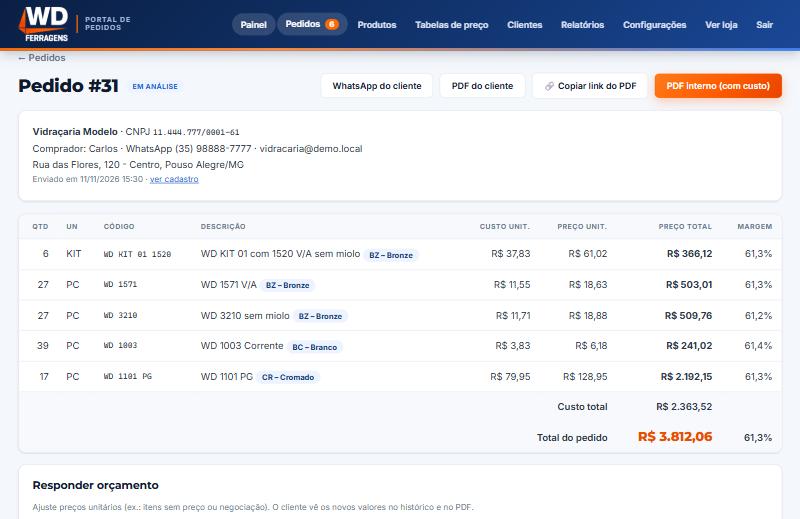 WD
FERRAGENS
PORTAL DE
PEDIDOS
Painel Pedidos 6 Produtos Tabelas de preço Clientes Relatórios Configurações Ver loja Sair
← Pedidos
Pedido #31 EM ANÁLISE WhatsApp do cliente PDF do cliente Copiar link do PDF PDF interno (com custo)
Vidraçaria Modelo · CNPJ 11.444.777/0001-61
Comprador: Carlos · WhatsApp (35) 98888-7777 · vidracaria@demo.local
Rua das Flores, 120 - Centro, Pouso Alegre/MG
Enviado em 11/11/2026 15:30 · ver cadastro
QTD UN CÓDIGO DESCRIÇÃO CUSTO UNIT. PREÇO UNIT. PREÇO TOTAL MARGEM
6 KIT WD KIT 01 1520 WD KIT 01 com 1520 V/A sem miolo BZ – Bronze R$ 37,83 R$ 61,02 R$ 366,12 61,3%
27 PC WD 1571 WD 1571 V/A BZ – Bronze R$ 11,55 R$ 18,63 R$ 503,01 61,3%
27 PC WD 3210 WD 3210 sem miolo BZ – Bronze R$ 11,71 R$ 18,88 R$ 509,76 61,2%
39 PC WD 1003 WD 1003 Corrente BC – Branco R$ 3,83 R$ 6,18 R$ 241,02 61,4%
17 PC WD 1101 PG WD 1101 PG CR – Cromado R$ 79,95 R$ 128,95 R$ 2.192,15 61,3%
Custo total R$ 2.363,52
Total do pedido R$ 3.812,06 61,3%
Responder orçamento
Ajuste preços unitários (ex.: itens sem preço ou negociação). O cliente vê os novos valores no histórico e no PDF.